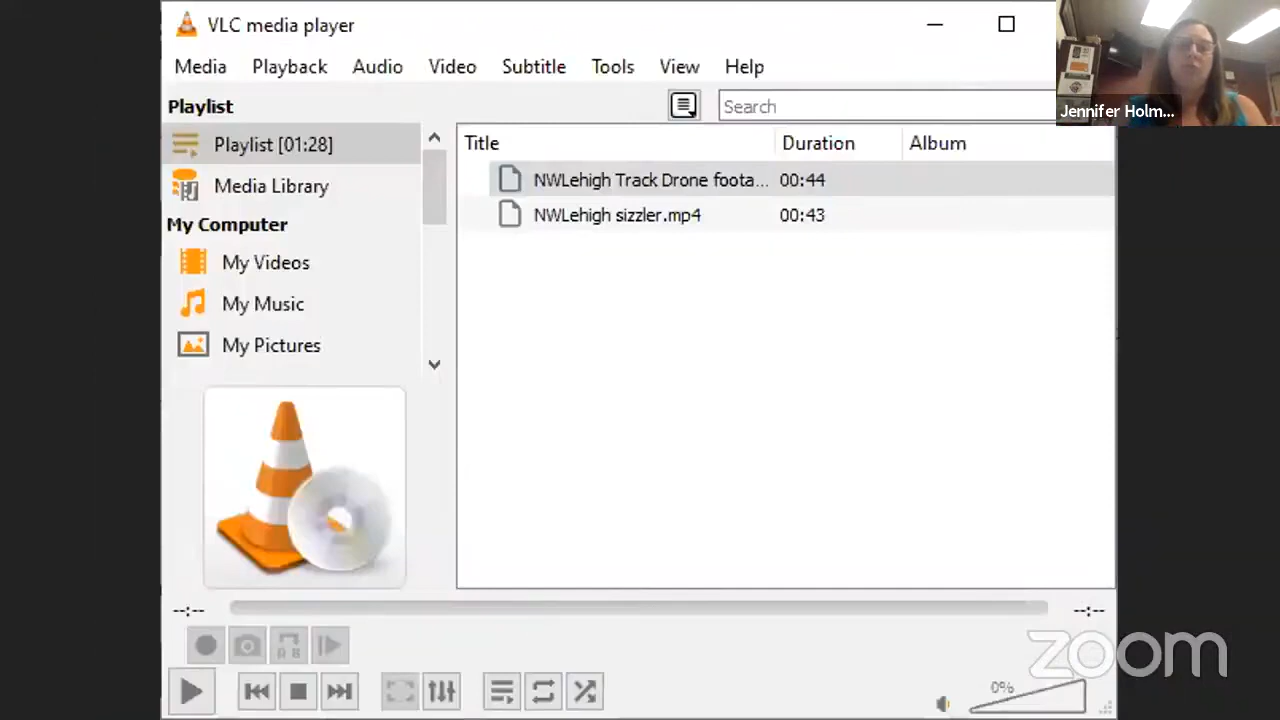 VLC media player
Media Playback Audio Video Subtitle Tools View Help
Playlist
Search
Jennifer Holm...
Playlist [01:28]
Media Library
My Computer
My Videos
My Music
My Pictures
Title Duration Album
NWLehigh Track Drone foota... 00:44
NWLehigh sizzler.mp4 00:43
--:-- --:--
A B
0%
zoom